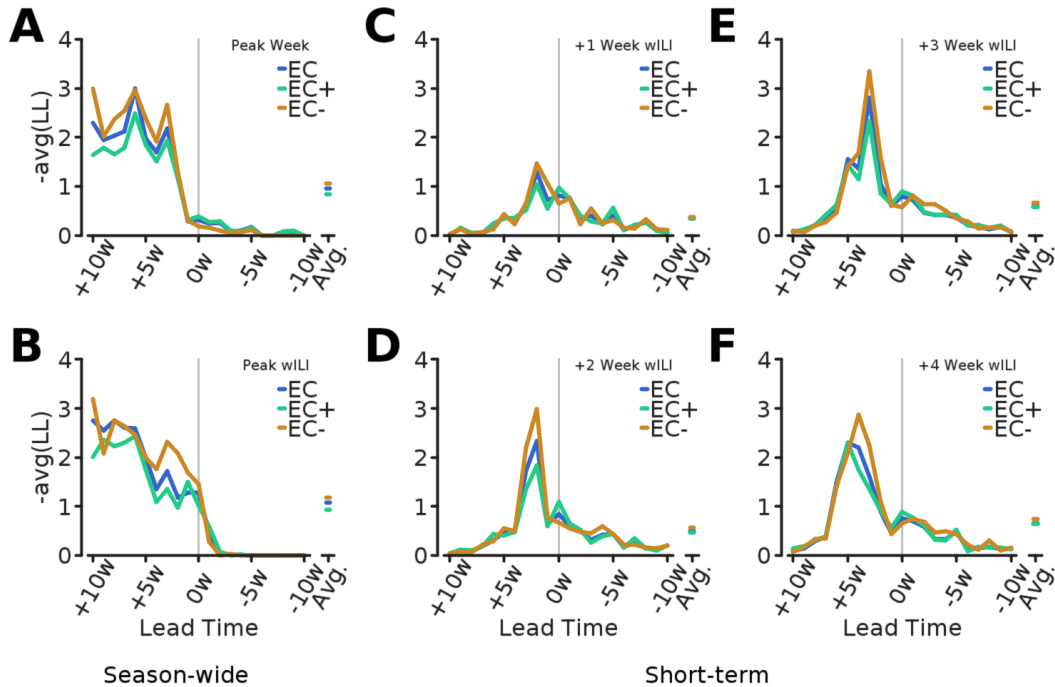 A
Peak Week
EC
EC+
EC-
-avg(LL)
4
3
2
1
0
+10w
+5w
0w
-5w
-10w
Avg.
C
+1 Week wILI
EC
EC+
EC-
4
3
2
1
0
+10w
+5w
0w
-5w
-10w
Avg.
E
+3 Week wILI
EC
EC+
EC-
4
3
2
1
0
+10w
+5w
0w
-5w
-10w
Avg.
B
Peak wILI
EC
EC+
EC-
-avg(LL)
4
3
2
1
0
+10w
+5w
0w
-5w
-10w
Avg.
Lead Time
D
+2 Week wILI
EC
EC+
EC-
4
3
2
1
0
+10w
+5w
0w
-5w
-10w
Avg.
Lead Time
F
+4 Week wILI
EC
EC+
EC-
4
3
2
1
0
+10w
+5w
0w
-5w
-10w
Avg.
Lead Time
Season-wide
Short-term